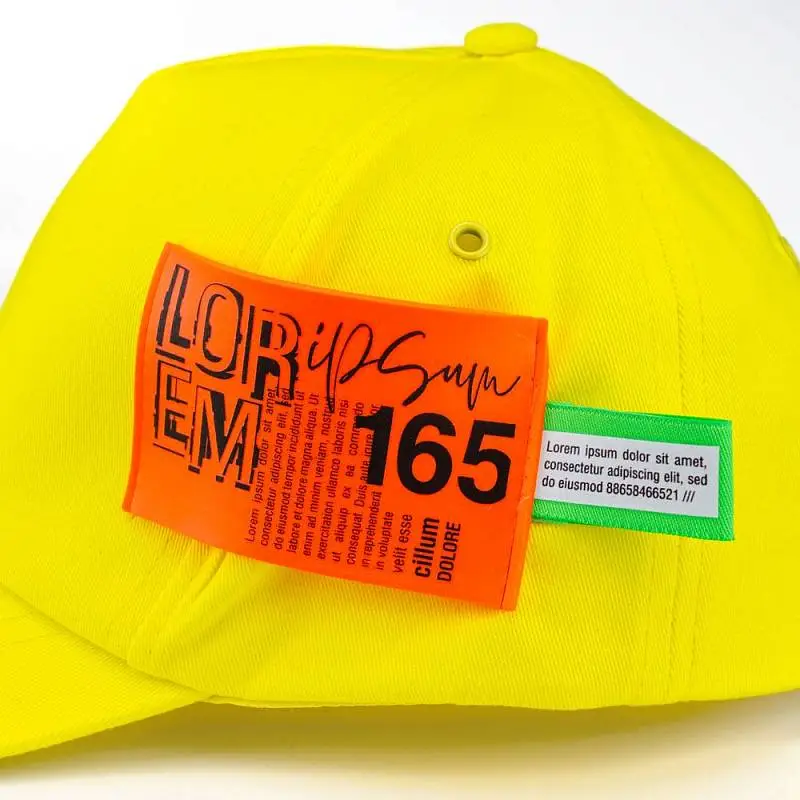 LOR
EM
ipsum
165
Lorem ipsum dolor sit amet,
consectetur adipiscing elit, sed
do eiusmod tempor incididunt ut
labore et dolore magna aliqua. Ut
enim ad minim veniam, nostrud
exercitation ullamco laboris nisi
ut aliquip ex ea commodo
consequat. Duis aute irure dolor
in reprehenderit
in voluptate
velit esse
cillum
DOLORE
Lorem ipsum dolor sit amet,
consectetur adipiscing elit, sed
do eiusmod 88658466521 ///